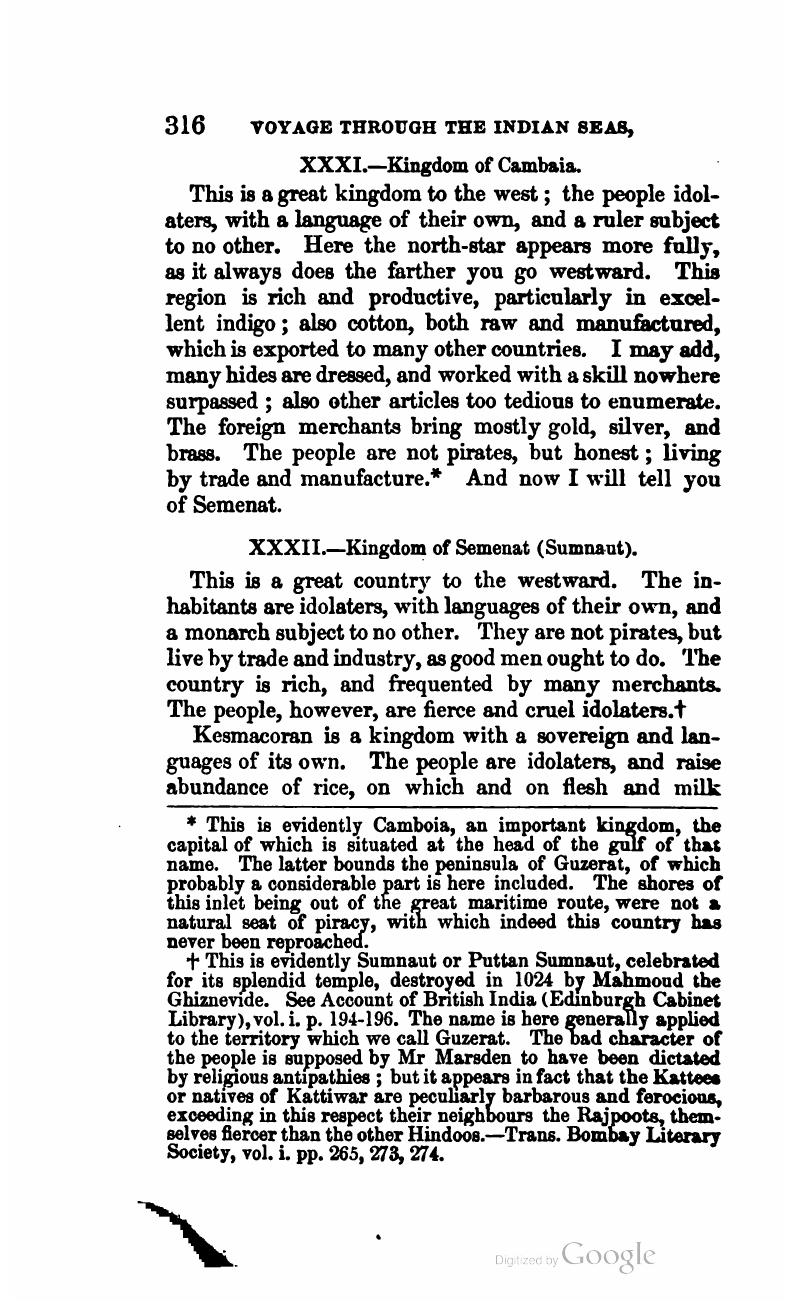 316 VOYAGE THROUGH THE INDIAN SEAS,
XXXI.—Kingdom of Cambaia.
This is a great kingdom to the west; the people idol-
aters, with a language of their own, and a ruler subject
to no other. Here the north-star appears more fully,
as it always does the farther you go westward. This
region is rich and productive, particularly in excel-
lent indigo; also cotton, both raw and manufactured,
which is exported to many other countries. I may add,
many hides are dressed, and worked with a skill nowhere
surpassed; also other articles too tedious to enumerate.
The foreign merchants bring mostly gold, silver, and
brass. The people are not pirates, but honest; living
by trade and manufacture.* And now I will tell you
of Semenat.
XXXII.—Kingdom of Semenat (Sumnaut).
This is a great country to the westward. The in-
habitants are idolaters, with languages of their own, and
a monarch subject to no other. They are not pirates, but
live by trade and industry, as good men ought to do. The
country is rich, and frequented by many merchants.
The people, however, are fierce and cruel idolaters.†
Kesmacoran is a kingdom with a sovereign and lan-
guages of its own. The people are idolaters, and raise
abundance of rice, on which and on flesh and milk
* This is evidently Camboia, an important kingdom, the
capital of which is situated at the head of the gulf of that
name. The latter bounds the peninsula of Guzerat, of which
probably a considerable part is here included. The shores of
this inlet being out of the great maritime route, were not a
natural seat of piracy, with which indeed this country has
never been reproached.
† This is evidently Sumnaut or Puttan Sumnaut, celebrated
for its splendid temple, destroyed in 1024 by Mahmoud the
Ghiznevide. See Account of British India (Edinburgh Cabinet
Library), vol. i. p. 194-196. The name is here generally applied
to the territory which we call Guzerat. The bad character of
the people is supposed by Mr Marsden to have been dictated
by religious antipathies; but it appears in fact that the Kattees
or natives of Kattiwar are peculiarly barbarous and ferocious,
exceeding in this respect their neighbours the Rajpoots, them-
selves fiercer than the other Hindoos.—Trans. Bombay Literary
Society, vol. i. pp. 265, 273, 274.
Digitized by Google